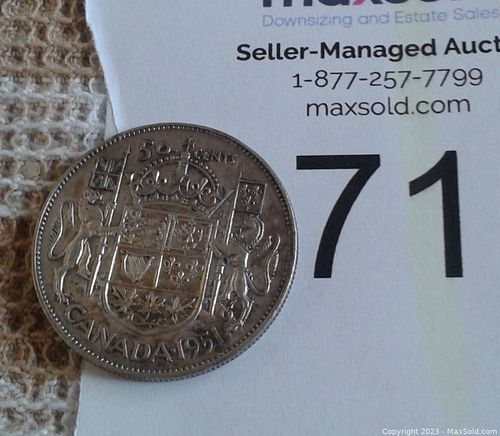 Downsizing and Estate Sales
Seller-Managed Auct
1-877-257-7799
maxsold.com
71
50 CENTS
CANADA·1951
Copyright 2023 - MaxSold.com